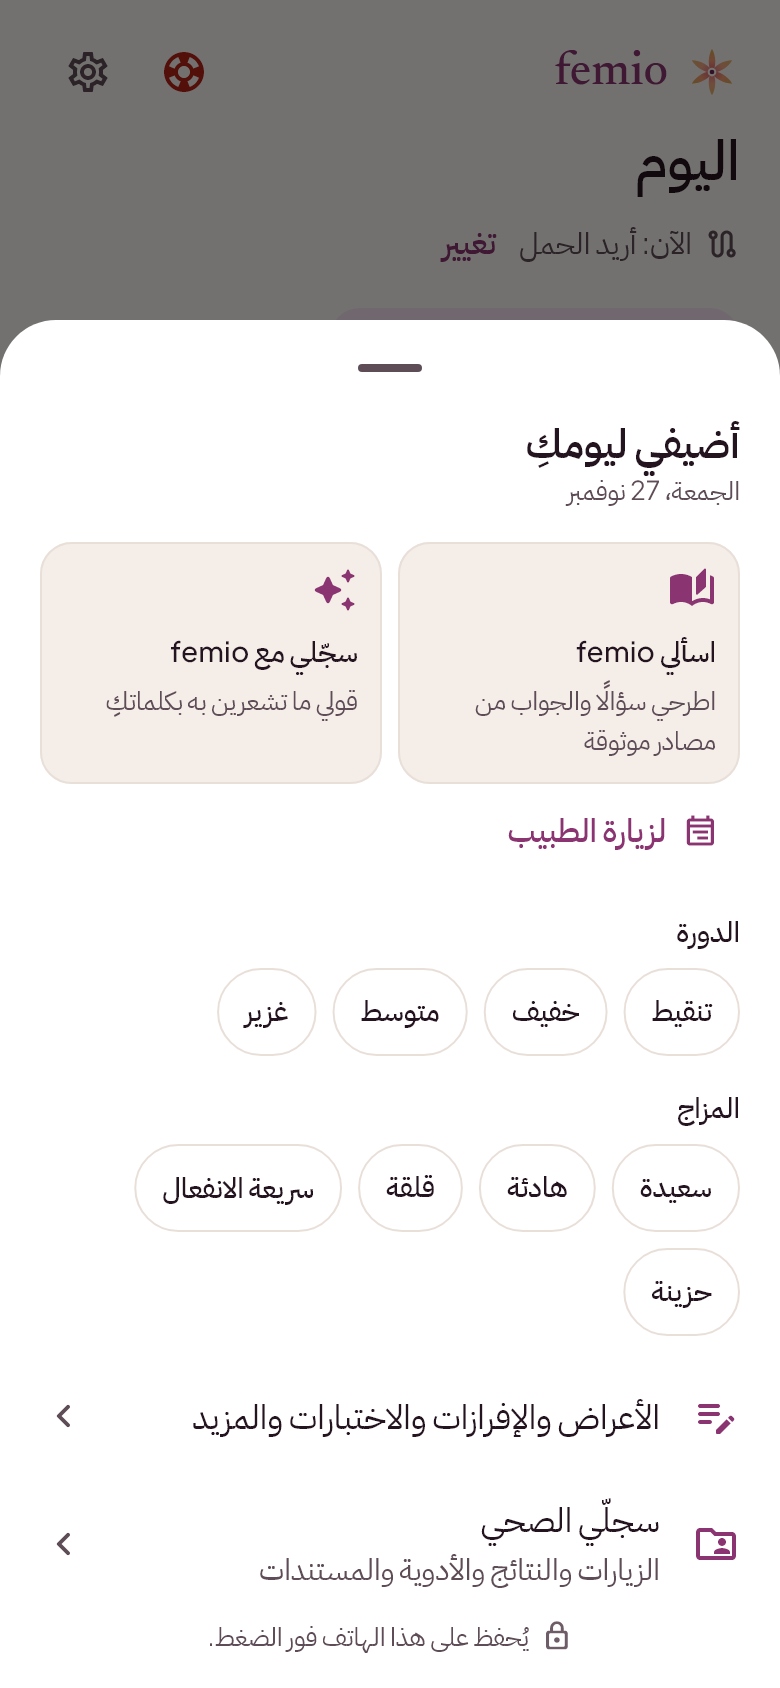 femio
اليوم
الآن: أريد الحمل تغيير
أضيفي ليومكِ
الجمعة، 27 نوفمبر
اسألي femio
اطرحي سؤالًا والجواب من
مصادر موثوقة
سجّلي مع femio
قولي ما تشعرين به بكلماتكِ
لزيارة الطبيب
الدورة
تنقيط
خفيف
متوسط
غزير
المزاج
سعيدة
هادئة
قلقة
سريعة الانفعال
حزينة
الأعراض والإفرازات والاختبارات والمزيد
سجلّي الصحي
الزيارات والنتائج والأدوية والمستندات
يُحفظ على هذا الهاتف فور الضغط.